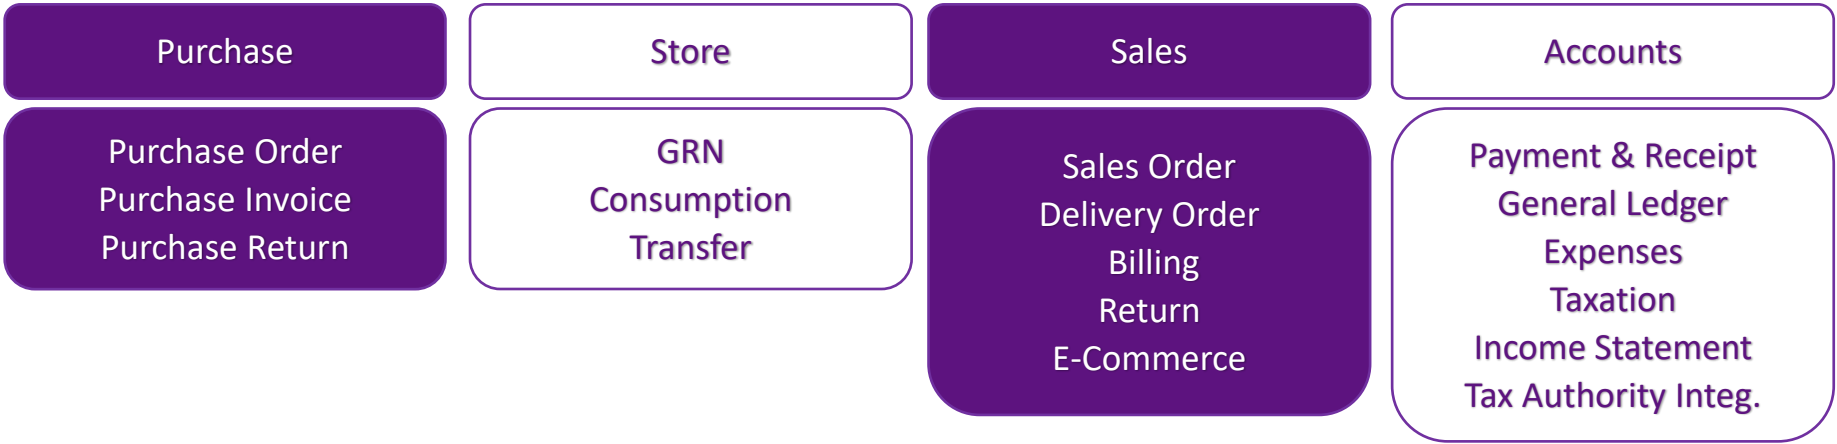 Purchase
Purchase Order
Purchase Invoice
Purchase Return
Store
GRN
Consumption
Transfer
Sales
Sales Order
Delivery Order
Billing
Return
E-Commerce
Accounts
Payment & Receipt
General Ledger
Expenses
Taxation
Income Statement
Tax Authority Integ.